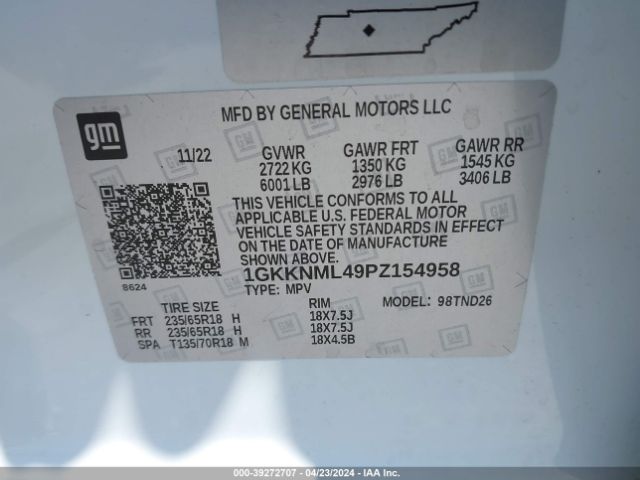 MFD BY GENERAL MOTORS LLC
gm
11/22
GVWR GAWR FRT GAWR RR
2722 KG 1350 KG 1545 KG
6001 LB 2976 LB 3406 LB
THIS VEHICLE CONFORMS TO ALL
APPLICABLE U.S. FEDERAL MOTOR
VEHICLE SAFETY STANDARDS IN EFFECT
ON THE DATE OF MANUFACTURE
SHOWN ABOVE.
1GKKNML49PZ154958
8624
TYPE: MPV MODEL: 98TND26
TIRE SIZE RIM
FRT 235/65R18 H 18X7.5J
RR 235/65R18 H 18X7.5J
SPA T135/70R18 M 18X4.5B
000-39272707 / 04/23/2024 / IAAI.COM